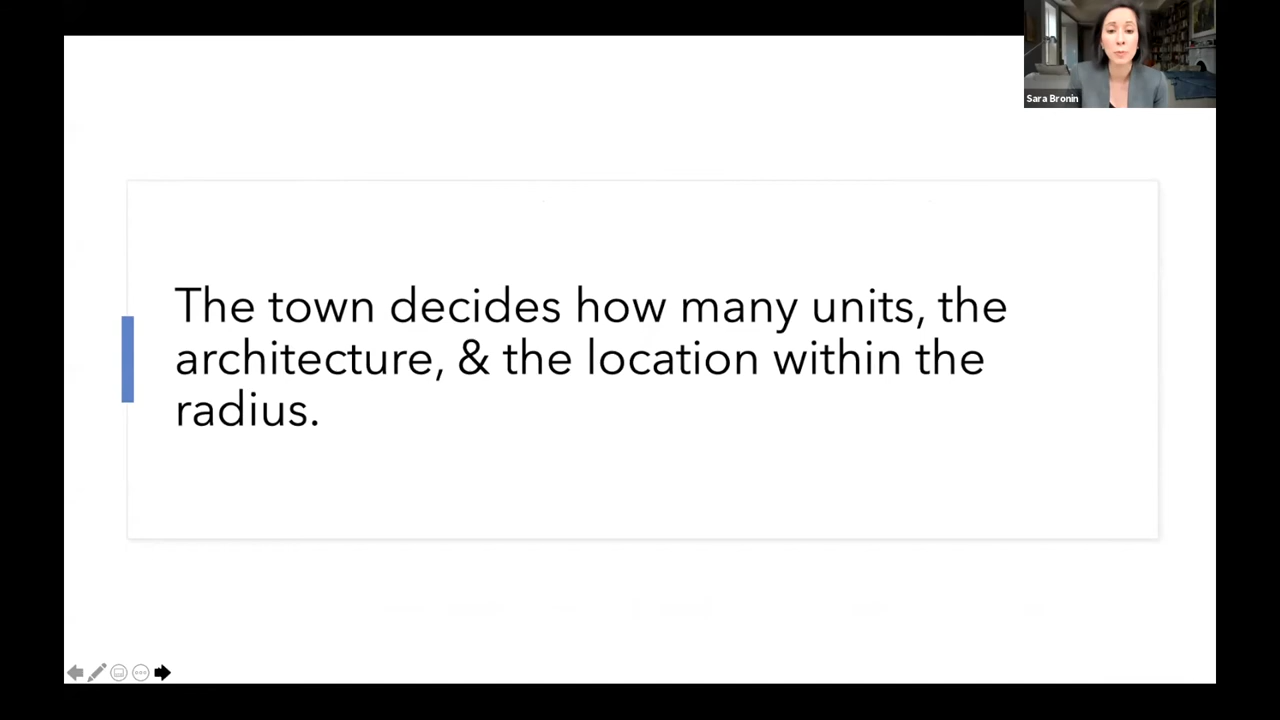 Sara Bronin
The town decides how many units, the
architecture, & the location within the
radius.